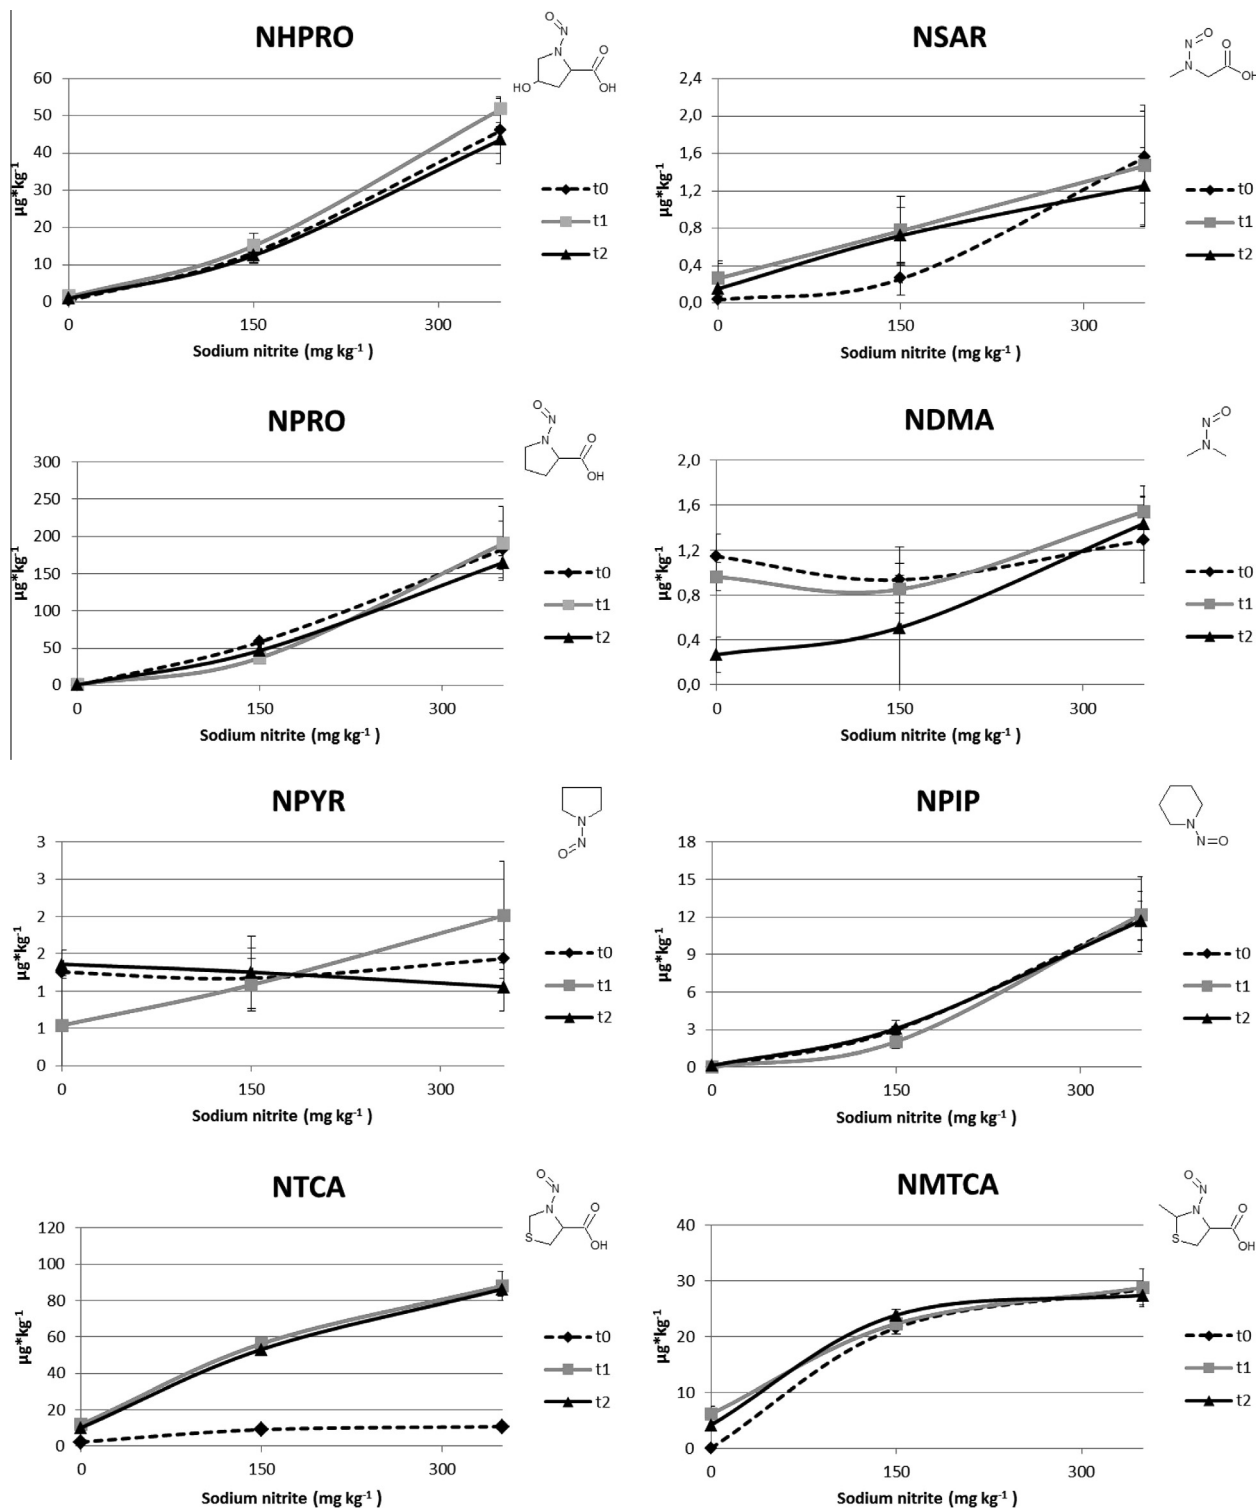 NHPRO
O
N
N
O
OH
HO
60
50
40
30
20
10
0
µg*kg-1
0
150
300
Sodium nitrite (mg kg-1 )
t0
t1
t2
NSAR
O
N
N
O
OH
2,4
2,0
1,6
1,2
0,8
0,4
0,0
µg*kg-1
0
150
300
Sodium nitrite (mg kg-1 )
t0
t1
t2
NPRO
O
N
N
O
OH
300
250
200
150
100
50
0
µg*kg-1
0
150
300
Sodium nitrite (mg kg-1 )
t0
t1
t2
NDMA
O
N
N
2,0
1,6
1,2
0,8
0,4
0,0
µg*kg-1
0
150
300
Sodium nitrite (mg kg-1 )
t0
t1
t2
NPYR
N
N
O
3
3
2
2
1
1
0
µg*kg-1
0
150
300
Sodium nitrite (mg kg-1 )
t0
t1
t2
NPIP
N
N
O
18
15
12
9
6
3
0
µg*kg-1
0
150
300
Sodium nitrite (mg kg-1 )
t0
t1
t2
NTCA
O
N
N
O
S
OH
120
100
80
60
40
20
0
µg*kg-1
0
150
300
Sodium nitrite (mg kg-1 )
t0
t1
t2
NMTCA
O
N
N
O
S
OH
40
30
20
10
0
µg*kg-1
0
150
300
Sodium nitrite (mg kg-1 )
t0
t1
t2